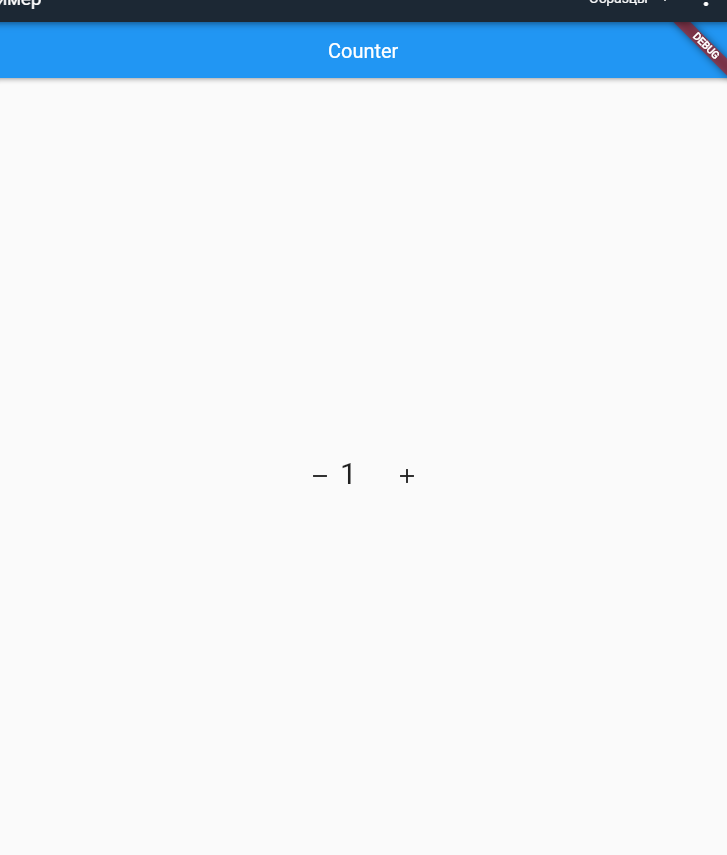 Counter
DEBUG
– 1 +